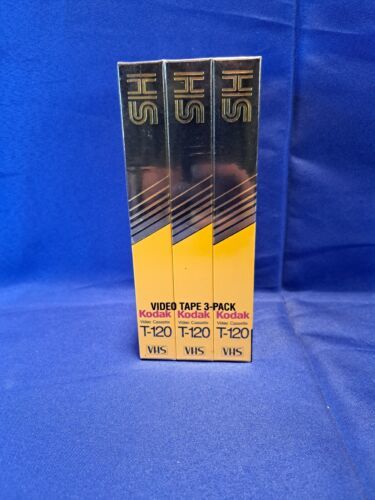 HS HS HS
VIDEO TAPE 3-PACK
Kodak Kodak Kodak
Video Cassette Video Cassette Video Cassette
T-120 T-120 T-120
VHS VHS VHS